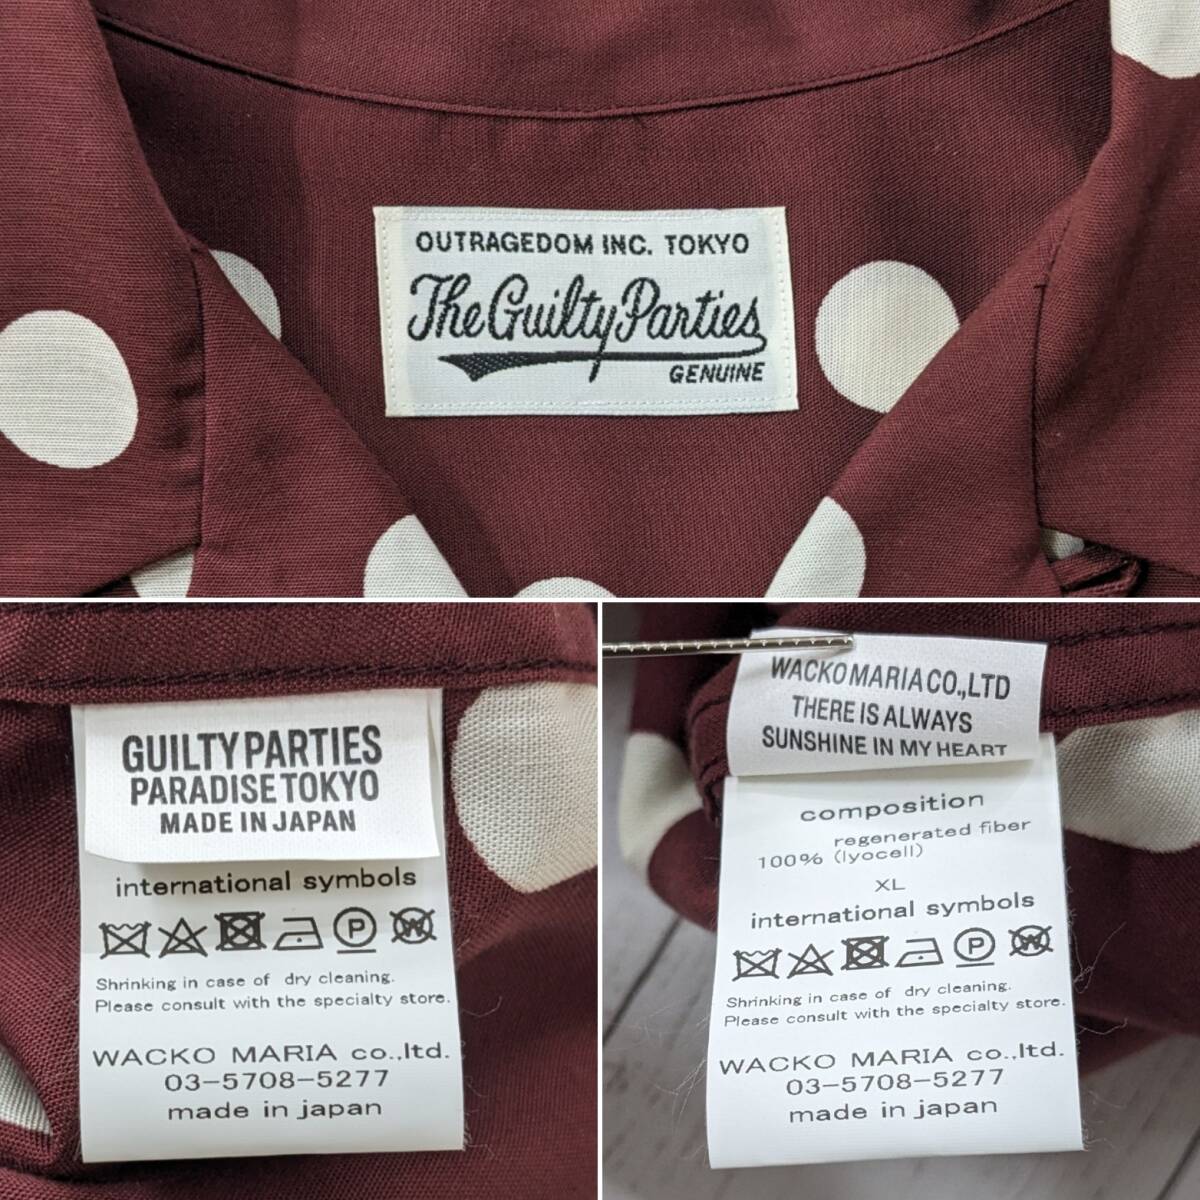 OUTRAGEDOM INC. TOKYO
The Guilty Parties
GENUINE
GUILTY PARTIES
PARADISE TOKYO
MADE IN JAPAN
international symbols
P W
Shrinking in case of dry cleaning.
Please consult with the specialty store.
WACKO MARIA co.,ltd.
03-5708-5277
made in japan
WACKO MARIA CO.,LTD
THERE IS ALWAYS
SUNSHINE IN MY HEART
composition
regenerated fiber
100% (lyocell)
XL
international symbols
P W
Shrinking in case of dry cleaning.
Please consult with the specialty store.
WACKO MARIA co.,ltd.
03-5708-5277
made in japan